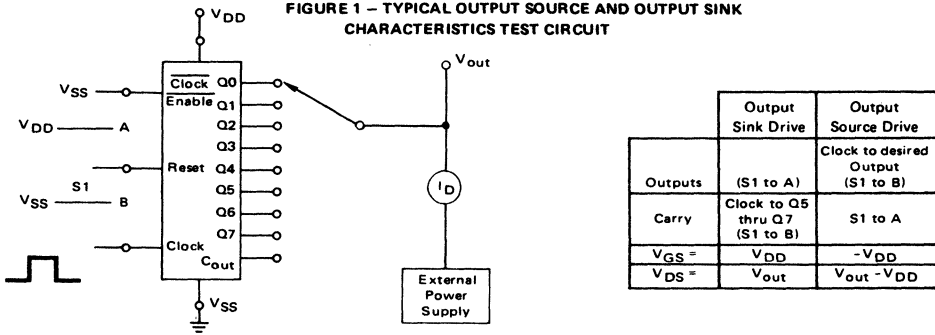 FIGURE 1 – TYPICAL OUTPUT SOURCE AND OUTPUT SINK
CHARACTERISTICS TEST CIRCUIT
VDD
Vout
VSS
Clock
Enable
Q0
Q1
VDD
A
Q2
Q3
Reset
Q4
S1
Q5
VSS
B
Q6
Q7
Clock
Cout
VSS
ID
External
Power
Supply
Output
Sink Drive
Output
Source Drive
Outputs
(S1 to A)
Clock to desired
Output
(S1 to B)
Carry
Clock to Q5
thru Q7
(S1 to B)
S1 to A
VGS =
VDD
-VDD
VDS =
Vout
Vout -VDD